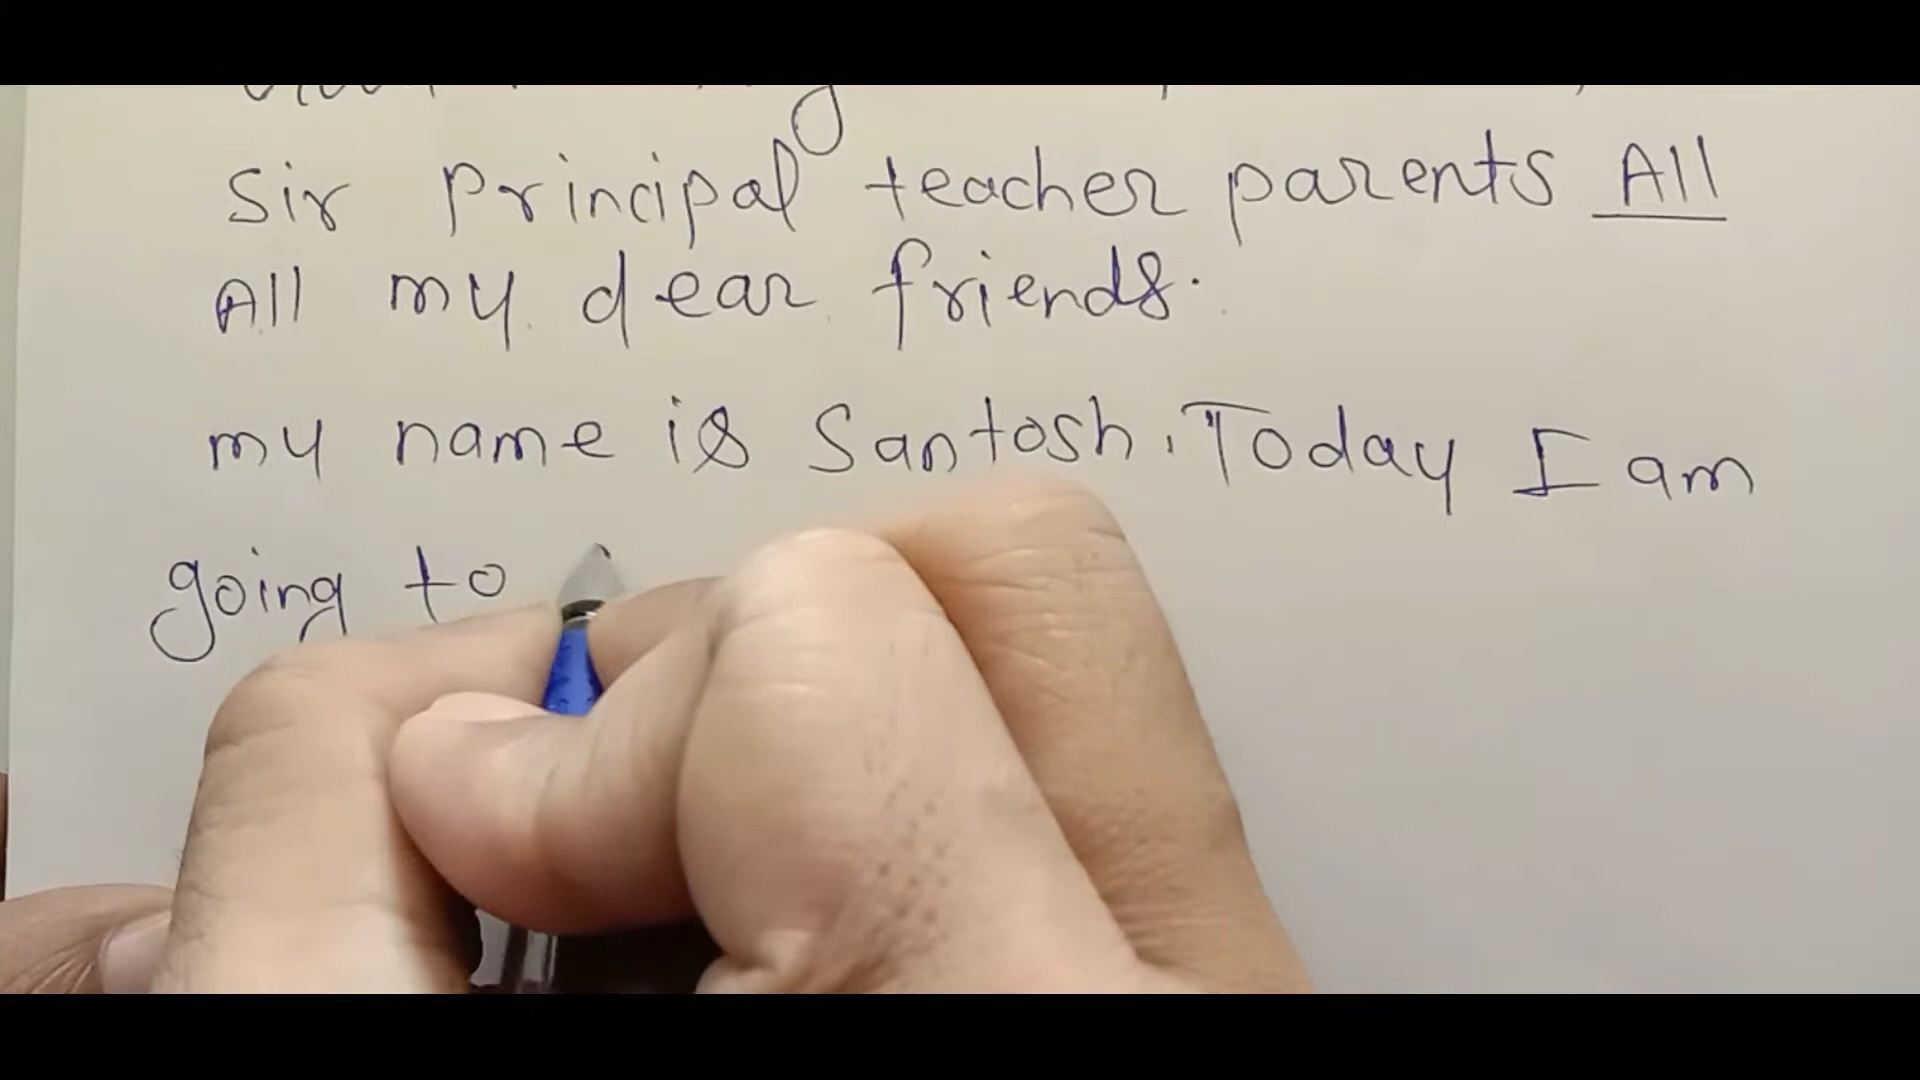 Sir Principal teacher parents All
All my dear friends.
my name is Santosh. Today I am
going to